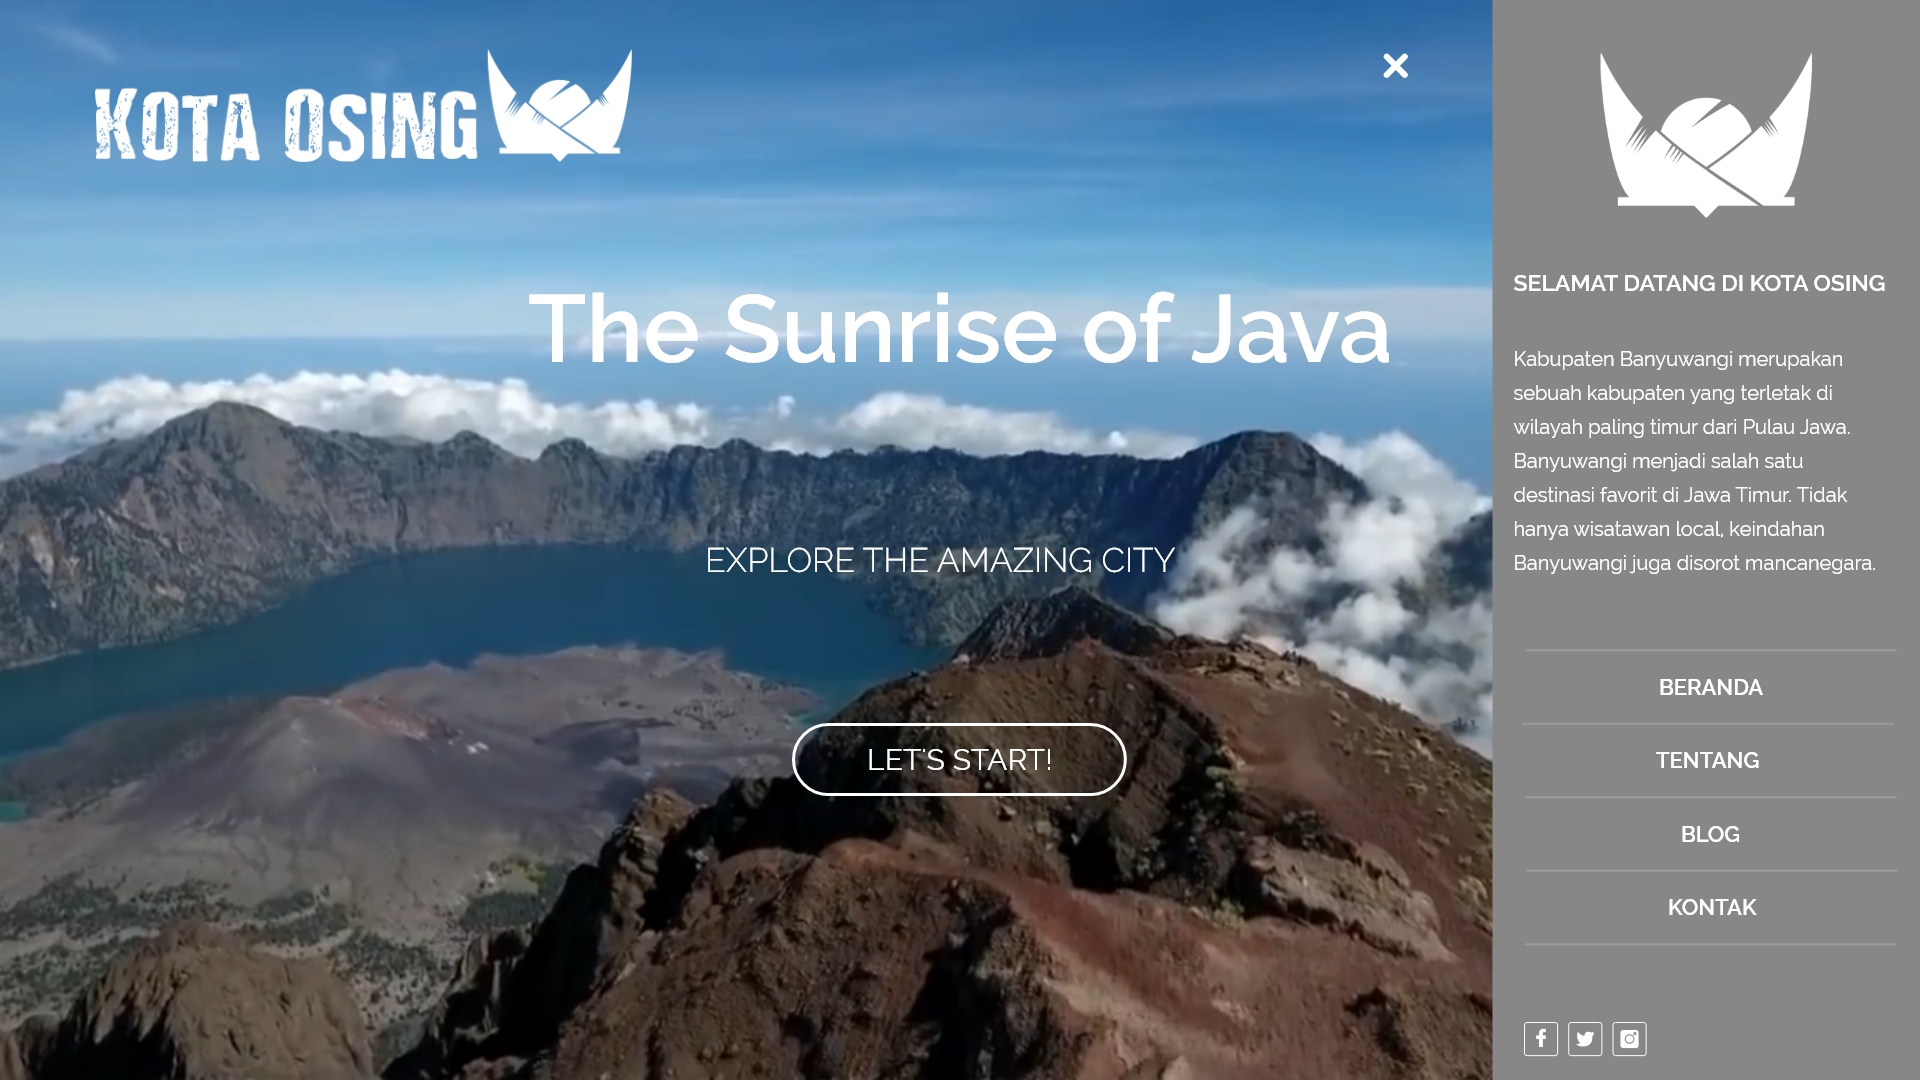 KOTA OSING
The Sunrise of Java
EXPLORE THE AMAZING CITY
LET'S START!
SELAMAT DATANG DI KOTA OSING
Kabupaten Banyuwangi merupakan
sebuah kabupaten yang terletak di
wilayah paling timur dari Pulau Jawa.
Banyuwangi menjadi salah satu
destinasi favorit di Jawa Timur. Tidak
hanya wisatawan local, keindahan
Banyuwangi juga disorot mancanegara.
BERANDA
TENTANG
BLOG
KONTAK